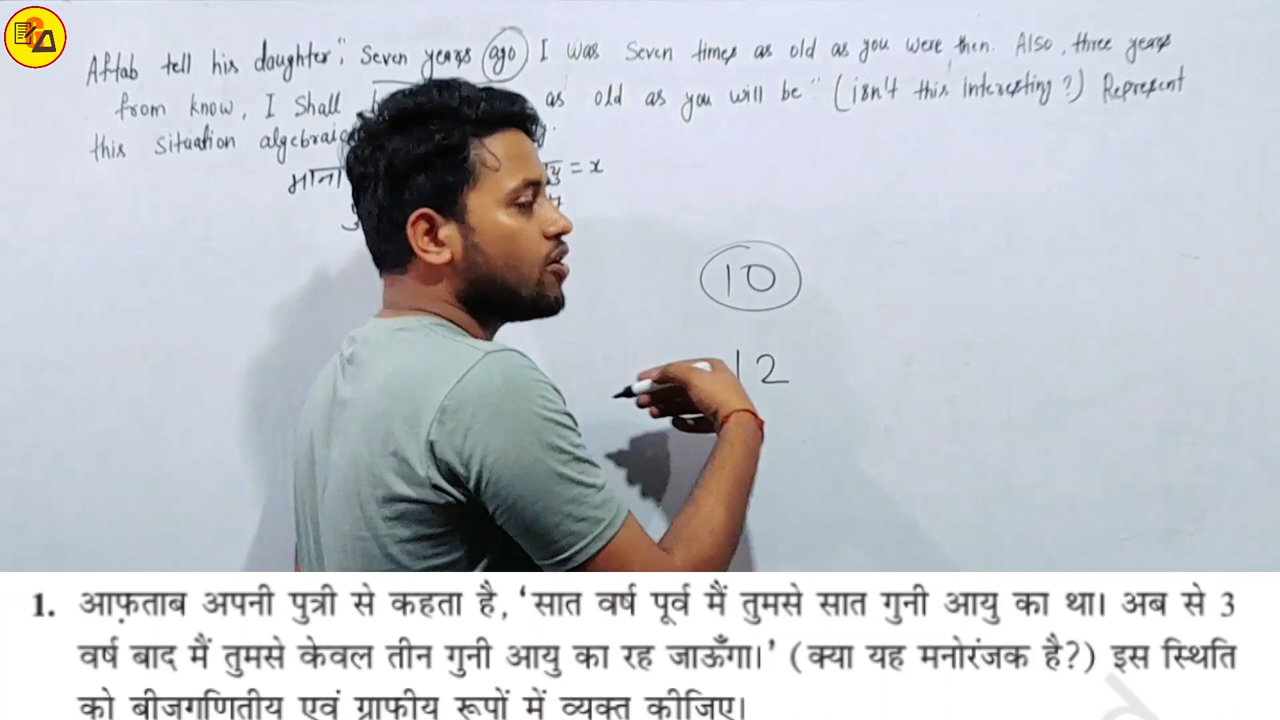 Aftab tell his daughter", Seven years ago I was Seven times as old as you were then. Also, three years
from know, I Shall as old as you will be" (isn't this Interesting?) Represent
this situation
माना = x
10
12
1. आफ़ताब अपनी पुत्री से कहता है, ‘सात वर्ष पूर्व मैं तुमसे सात गुनी आयु का था। अब से 3
वर्ष बाद मैं तुमसे केवल तीन गुनी आयु का रह जाऊँगा।’ (क्या यह मनोरंजक है?) इस स्थिति
को बीजगणितीय एवं ग्राफीय रूपों में व्यक्त कीजिए।